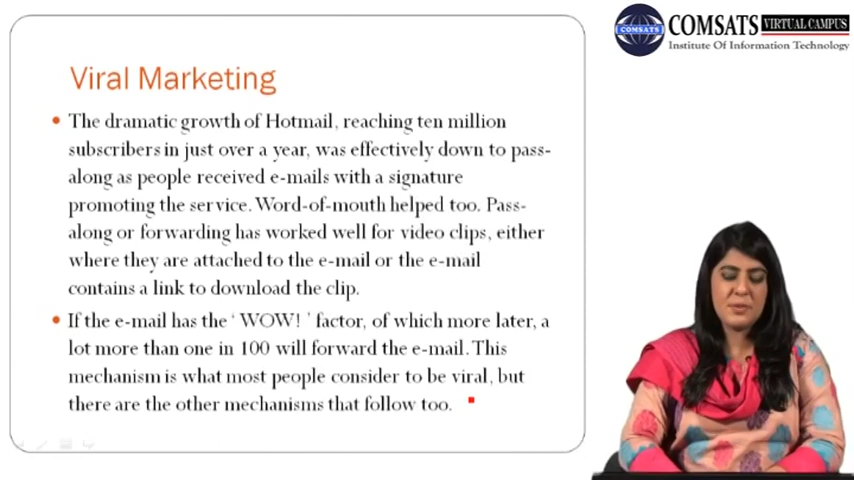 COMSATS VIRTUAL CAMPUS
COMSATS
Institute Of Information Technology
Viral Marketing
• The dramatic growth of Hotmail, reaching ten million
subscribers in just over a year, was effectively down to pass-
along as people received e-mails with a signature
promoting the service. Word-of-mouth helped too. Pass-
along or forwarding has worked well for video clips, either
where they are attached to the e-mail or the e-mail
contains a link to download the clip.
• If the e-mail has the ‘ WOW! ’ factor, of which more later, a
lot more than one in 100 will forward the e-mail. This
mechanism is what most people consider to be viral, but
there are the other mechanisms that follow too.